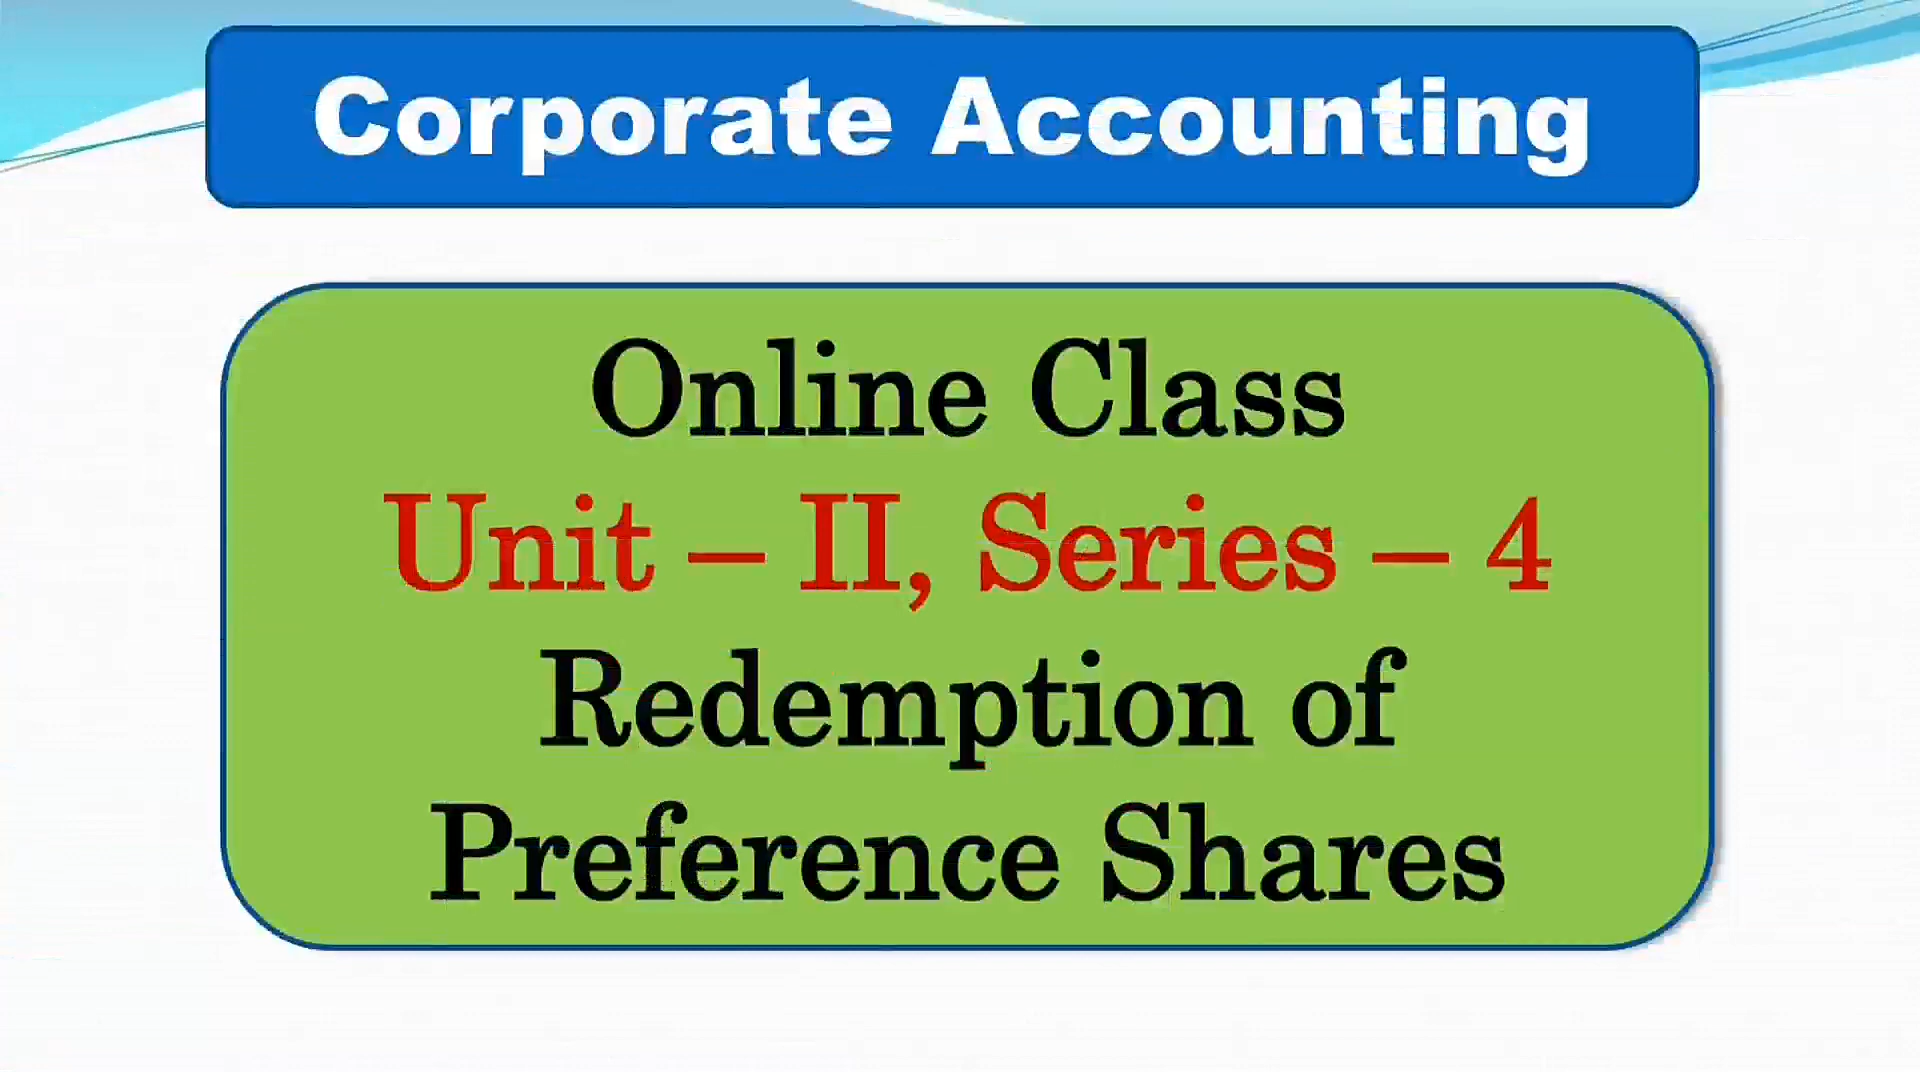 Corporate Accounting
Online Class
Unit – II, Series – 4
Redemption of
Preference Shares